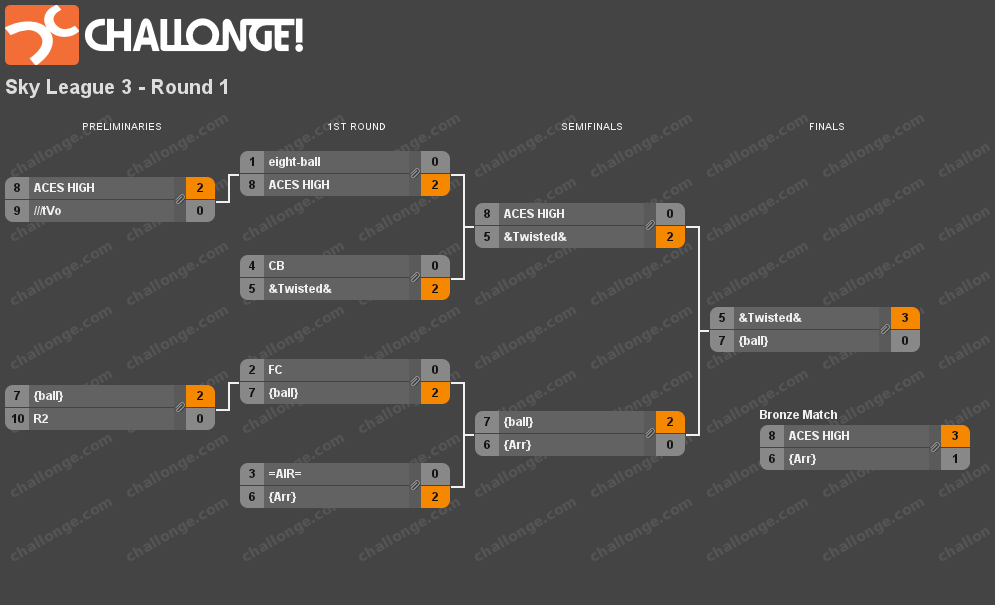 CHALLONGE!
Sky League 3 - Round 1
PRELIMINARIES
1ST ROUND
SEMIFINALS
FINALS
8 ACES HIGH 2
9 ///tVo 0
7 {ball} 2
10 R2 0
1 eight-ball 0
8 ACES HIGH 2
4 CB 0
5 &Twisted& 2
2 FC 0
7 {ball} 2
3 =AIR= 0
6 {Arr} 2
8 ACES HIGH 0
5 &Twisted& 2
7 {ball} 2
6 {Arr} 0
5 &Twisted& 3
7 {ball} 0
Bronze Match
8 ACES HIGH 3
6 {Arr} 1
challonge.com